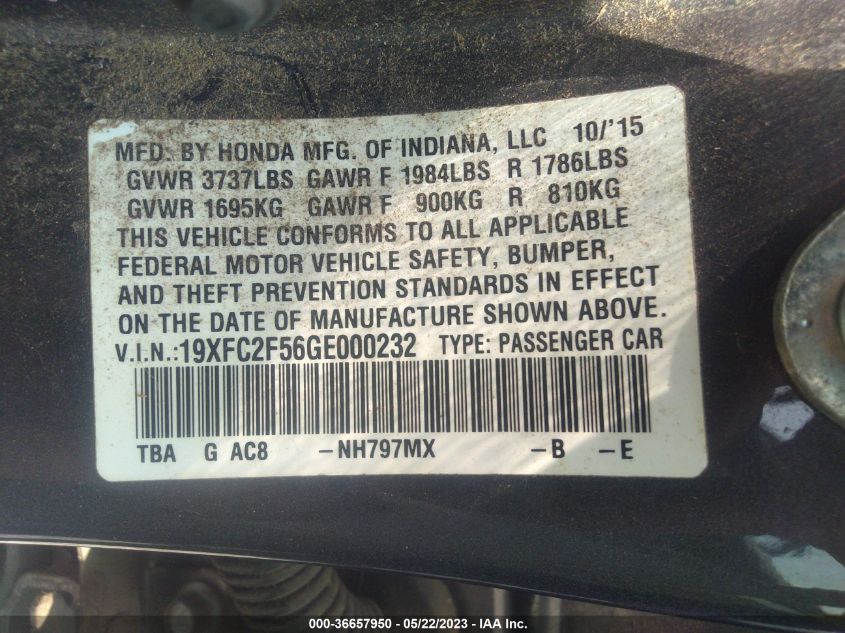 MFD. BY HONDA MFG. OF INDIANA, LLC 10/'15
GVWR 3737LBS GAWR F 1984LBS R 1786LBS
GVWR 1695KG GAWR F 900KG R 810KG
THIS VEHICLE CONFORMS TO ALL APPLICABLE
FEDERAL MOTOR VEHICLE SAFETY, BUMPER,
AND THEFT PREVENTION STANDARDS IN EFFECT
ON THE DATE OF MANUFACTURE SHOWN ABOVE.
V.I.N.:19XFC2F56GE000232 TYPE: PASSENGER CAR
TBA G AC8 -NH797MX -B -E
000-36657950 - 05/22/2023 - IAA Inc.